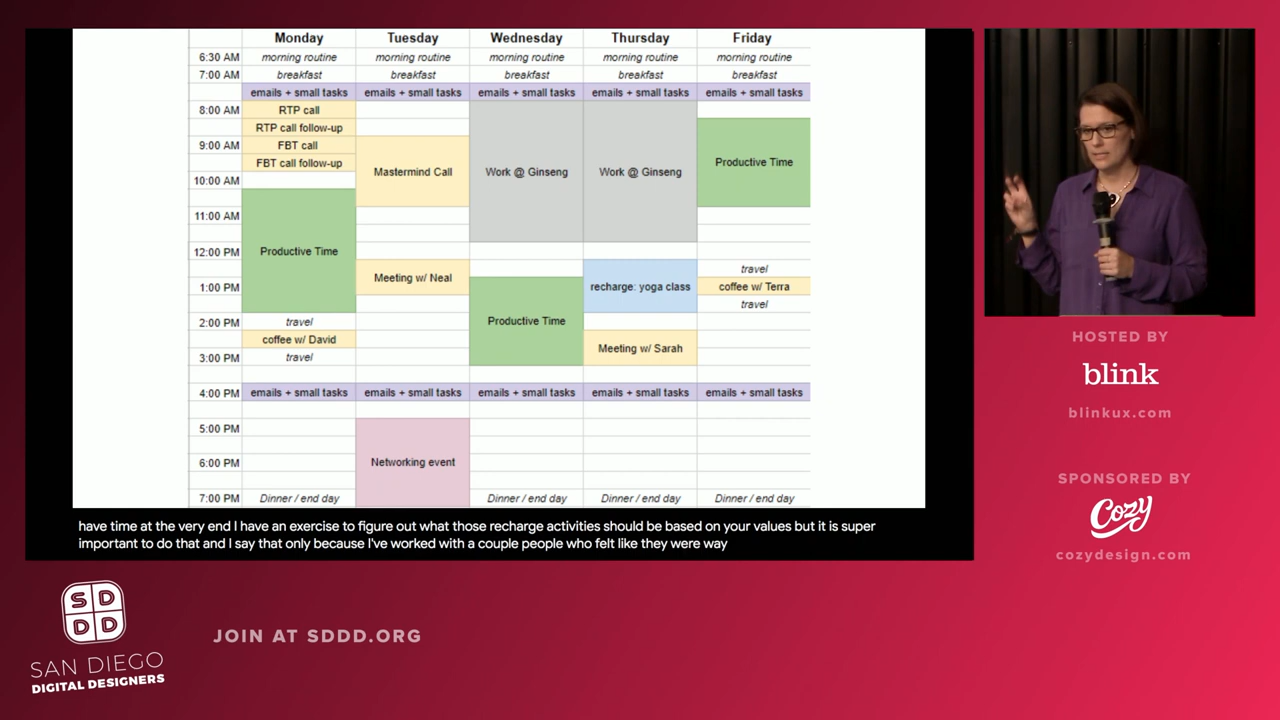 Monday Tuesday Wednesday Thursday Friday
6:30 AM morning routine morning routine morning routine morning routine morning routine
7:00 AM breakfast breakfast breakfast breakfast breakfast
emails + small tasks emails + small tasks emails + small tasks emails + small tasks emails + small tasks
8:00 AM RTP call
RTP call follow-up
9:00 AM FBT call
FBT call follow-up Productive Time
Mastermind Call Work @ Ginseng Work @ Ginseng
10:00 AM
11:00 AM
12:00 PM Productive Time
travel
Meeting w/ Neal
1:00 PM recharge: yoga class coffee w/ Terra
travel
2:00 PM travel Productive Time
coffee w/ David Meeting w/ Sarah
3:00 PM travel
4:00 PM emails + small tasks emails + small tasks emails + small tasks emails + small tasks emails + small tasks
5:00 PM
6:00 PM Networking event
7:00 PM Dinner / end day Dinner / end day Dinner / end day Dinner / end day
have time at the very end I have an exercise to figure out what those recharge activities should be based on your values but it is super
important to do that and I say that only because I've worked with a couple people who felt like they were way
HOSTED BY
blink
blinkux.com
SPONSORED BY
Cozy
cozydesign.com
SD
DD
SAN DIEGO
DIGITAL DESIGNERS
JOIN AT SDDD.ORG